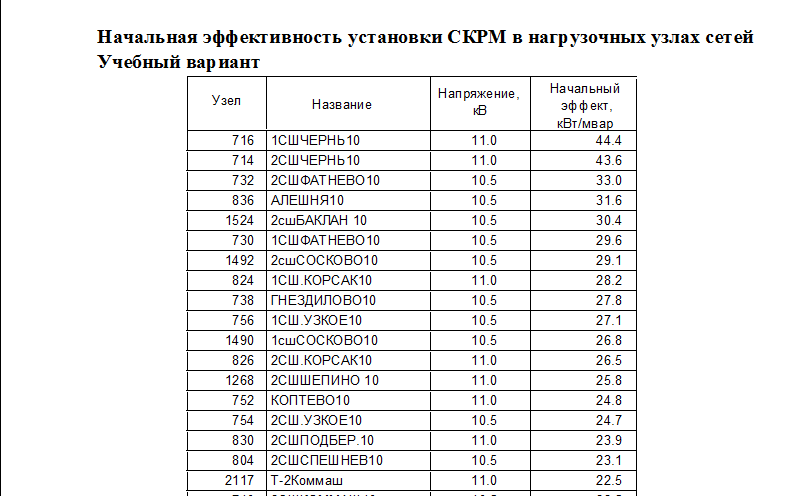 Начальная эффективность установки СКРМ в нагрузочных узлах сетей
Учебный вариант
Узел Название Напряжение, кВ Начальный эффект, кВт/мвар
716 1СШЧЕРНЬ10 11.0 44.4
714 2СШЧЕРНЬ10 11.0 43.6
732 2СШФАТНЕВО10 10.5 33.0
836 АЛЕШНЯ10 10.5 31.6
1524 2сшБАКЛАН 10 10.5 30.4
730 1СШФАТНЕВО10 10.5 29.6
1492 2сшСОСКОВО10 10.5 29.1
824 1СШ.КОРСАК10 11.0 28.2
738 ГНЕЗДИЛОВО10 10.5 27.8
756 1СШ.УЗКОЕ10 10.5 27.1
1490 1сшСОСКОВО10 10.5 26.8
826 2СШ.КОРСАК10 11.0 26.5
1268 2СШШЕПИНО 10 11.0 25.8
752 КОПТЕВО10 11.0 24.8
754 2СШ.УЗКОЕ10 10.5 24.7
830 2СШПОДБЕР.10 11.0 23.9
804 2СШСПЕШНЕВ10 10.5 23.1
2117 Т-2Коммаш 11.0 22.5